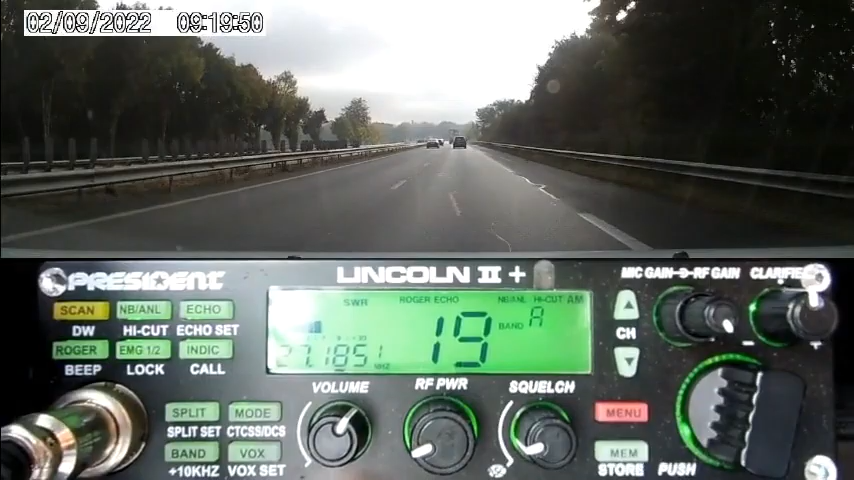 02/09/2022 09:19:50
PRESIDENT LINCOLN II + MIC GAIN RF GAIN CLARIFIER
SCAN NB/ANL ECHO
DW HI-CUT ECHO SET
ROGER EMG 1/2 INDIC
BEEP LOCK CALL
SWR ROGER ECHO NB/ANL HI-CUT AM
19 BAND A
27.1851 MHz
CH
VOLUME RF PWR SQUELCH
SPLIT MODE
SPLIT SET CTCSS/DCS
BAND VOX
+10KHZ VOX SET
MENU
MEM
STORE PUSH